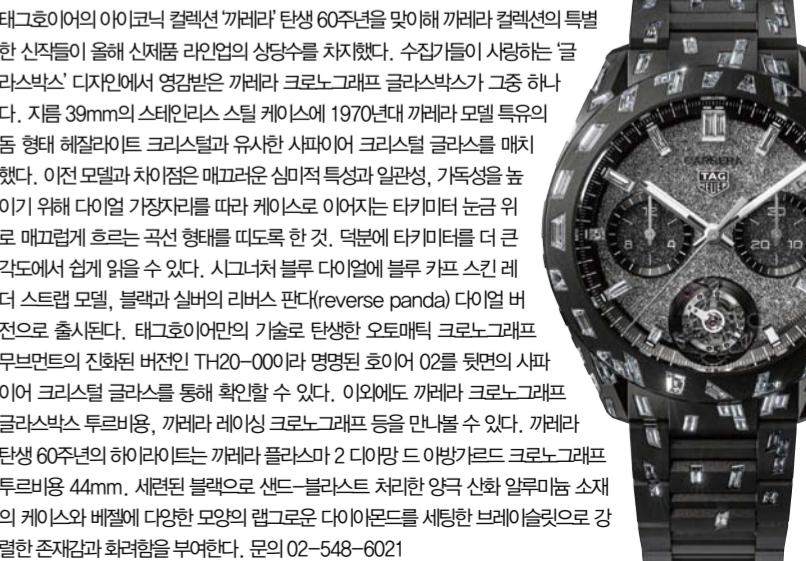 태그호이어의 아이코닉 컬렉션 ‘까레라’ 탄생 60주년을 맞이해 까레라 컬렉션의 특별
한 신작들이 올해 신제품 라인업의 상당수를 차지했다. 수집가들이 사랑하는 ‘글
라스박스’ 디자인에서 영감받은 까레라 크로노그래프 글라스박스가 그중 하나
다. 지름 39mm의 스테인리스 스틸 케이스에 1970년대 까레라 모델 특유의
돔 형태 헤잘라이트 크리스털과 유사한 사파이어 크리스털 글라스를 매치
했다. 이전 모델과 차이점은 매끄러운 심미적 특성과 일관성, 가독성을 높
이기 위해 다이얼 가장자리를 따라 케이스로 이어지는 타키미터 눈금 위
로 매끄럽게 흐르는 곡선 형태를 띠도록 한 것. 덕분에 타키미터를 더 큰
각도에서 쉽게 읽을 수 있다. 시그너처 블루 다이얼에 블루 카프 스킨 레
더 스트랩 모델, 블랙과 실버의 리버스 판다(reverse panda) 다이얼 버
전으로 출시된다. 태그호이어만의 기술로 탄생한 오토매틱 크로노그래프
무브먼트의 진화된 버전인 TH20-00이라 명명된 호이어 02를 뒷면의 사파
이어 크리스털 글라스를 통해 확인할 수 있다. 이외에도 까레라 크로노그래프
글라스박스 투르비용, 까레라 레이싱 크로노그래프 등을 만나볼 수 있다. 까레라
탄생 60주년의 하이라이트는 까레라 플라스마 2 디아망 드 아방가르드 크로노그래프
투르비용 44mm. 세련된 블랙으로 샌드-블라스트 처리한 양극 산화 알루미늄 소재
의 케이스와 베젤에 다양한 모양의 랩그로운 다이아몬드를 세팅한 브레이슬릿으로 강
렬한 존재감과 화려함을 부여한다. 문의 02-548-6021
CARRERA
TAG
12
8 4
30
20 10